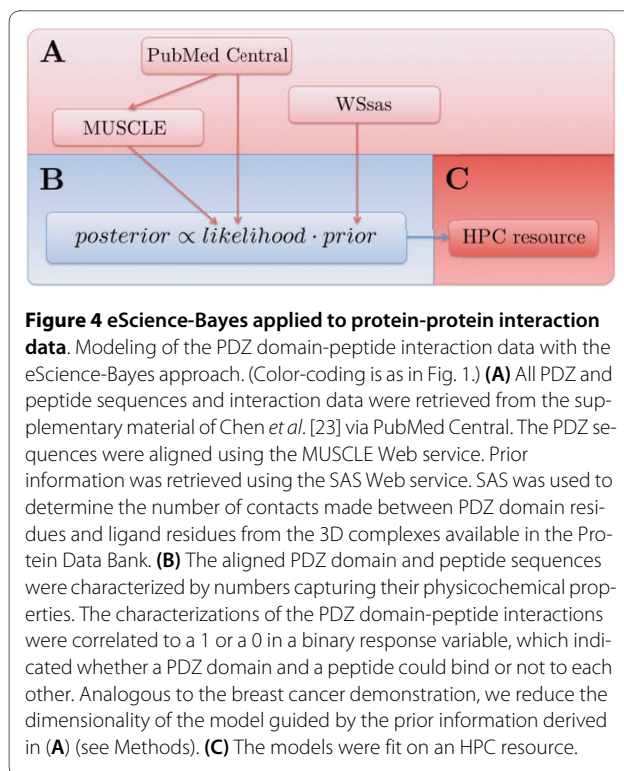 A
PubMed Central
WSsas
MUSCLE
B
C
posterior ∝ likelihood · prior
HPC resource
Figure 4 eScience-Bayes applied to protein-protein interaction
data. Modeling of the PDZ domain-peptide interaction data with the
eScience-Bayes approach. (Color-coding is as in Fig. 1.) (A) All PDZ and
peptide sequences and interaction data were retrieved from the sup-
plementary material of Chen et al. [23] via PubMed Central. The PDZ se-
quences were aligned using the MUSCLE Web service. Prior
information was retrieved using the SAS Web service. SAS was used to
determine the number of contacts made between PDZ domain resi-
dues and ligand residues from the 3D complexes available in the Pro-
tein Data Bank. (B) The aligned PDZ domain and peptide sequences
were characterized by numbers capturing their physicochemical prop-
erties. The characterizations of the PDZ domain-peptide interactions
were correlated to a 1 or a 0 in a binary response variable, which indi-
cated whether a PDZ domain and a peptide could bind or not to each
other. Analogous to the breast cancer demonstration, we reduce the
dimensionality of the model guided by the prior information derived
in (A) (see Methods). (C) The models were fit on an HPC resource.